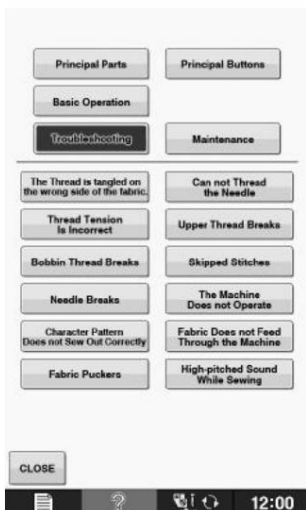 Principal Parts
Principal Buttons
Basic Operation
Troubleshooting
Maintenance
The Thread is tangled on
the wrong side of the fabric.
Can not Thread
the Needle
Thread Tension
Is Incorrect
Upper Thread Breaks
Bobbin Thread Breaks
Skipped Stitches
Needle Breaks
The Machine
Does not Operate
Character Pattern
Does not Sew Out Correctly
Fabric Does not Feed
Through the Machine
Fabric Puckers
High-pitched Sound
While Sewing
CLOSE
?
12:00